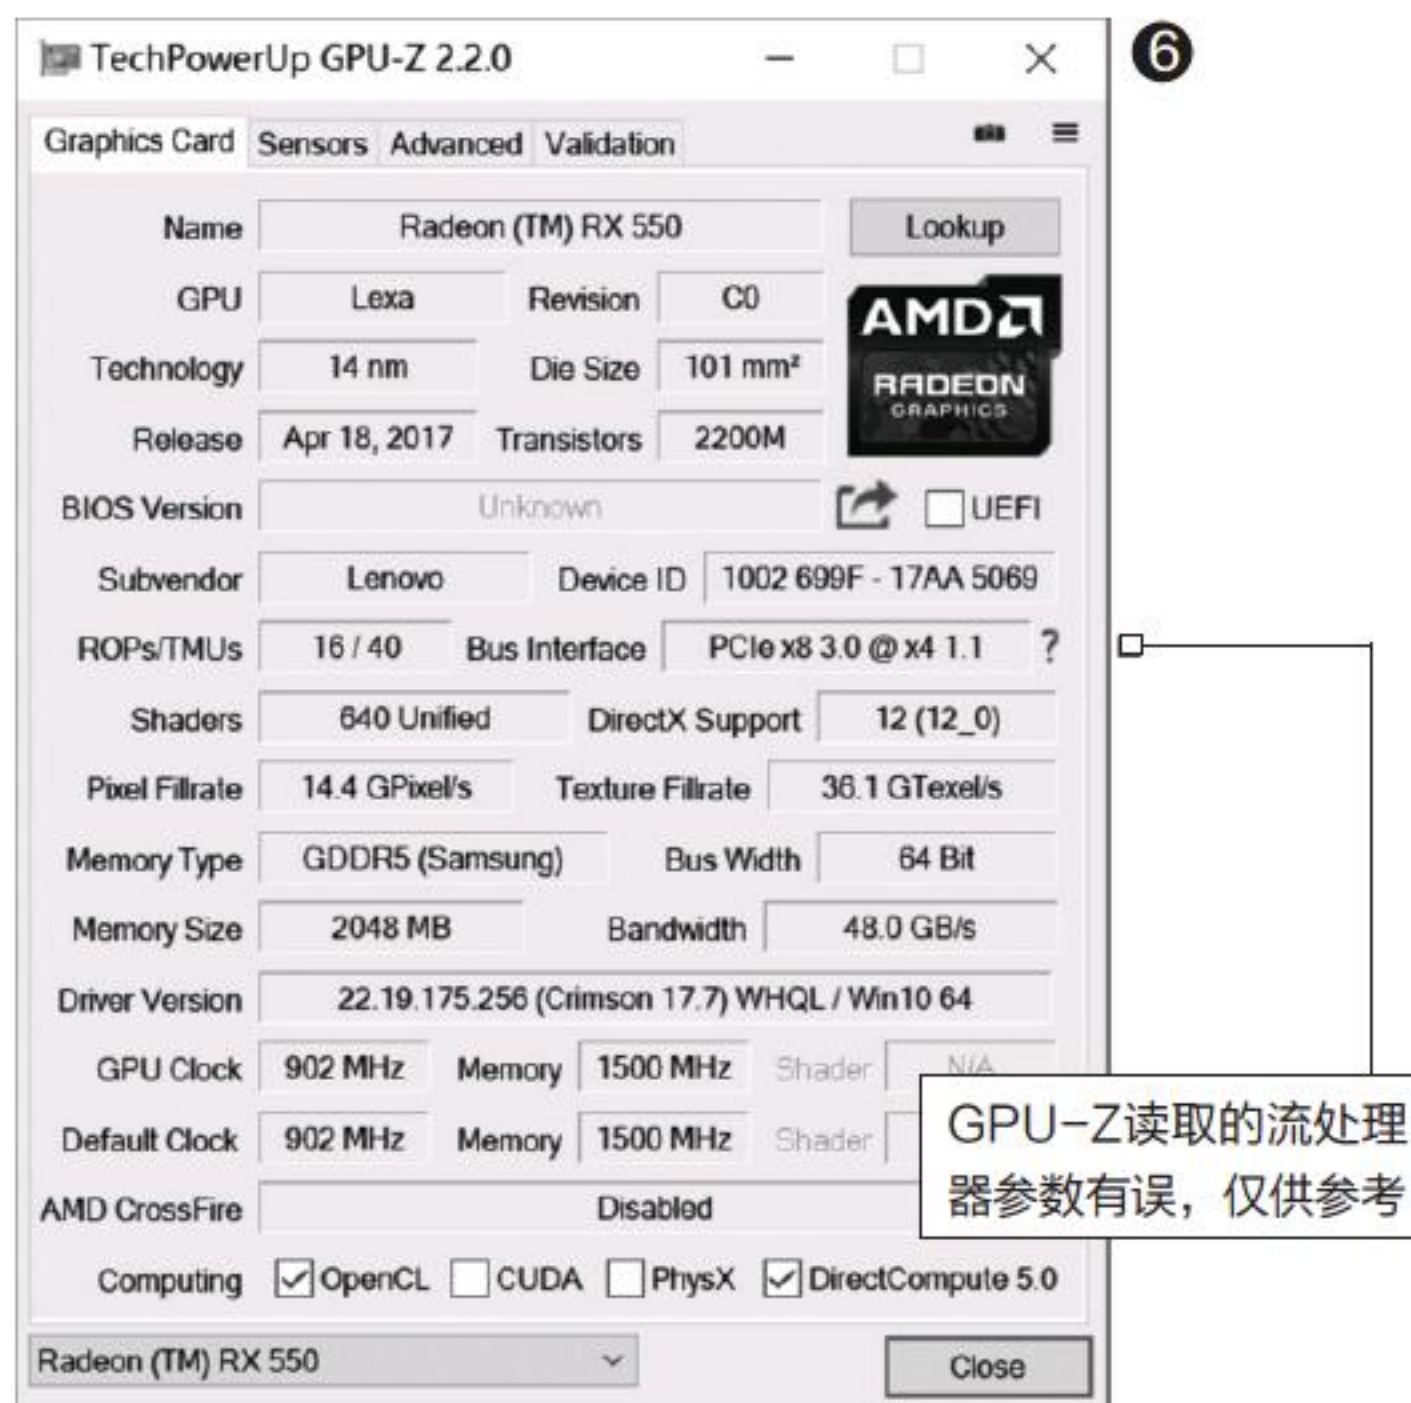 TechPowerUp GPU-Z 2.2.0
❻
Graphics Card Sensors Advanced Validation
Name Radeon (TM) RX 550 Lookup
GPU Lexa Revision C0
AMD
RADEON
GRAPHICS
Technology 14 nm Die Size 101 mm²
Release Apr 18, 2017 Transistors 2200M
BIOS Version Unknown UEFI
Subvendor Lenovo Device ID 1002 699F - 17AA 5069
ROPs/TMUs 16 / 40 Bus Interface PCIe x8 3.0 @ x4 1.1 ?
Shaders 640 Unified DirectX Support 12 (12_0)
Pixel Fillrate 14.4 GPixel/s Texture Fillrate 36.1 GTexel/s
Memory Type GDDR5 (Samsung) Bus Width 64 Bit
Memory Size 2048 MB Bandwidth 48.0 GB/s
Driver Version 22.19.175.256 (Crimson 17.7) WHQL / Win10 64
GPU Clock 902 MHz Memory 1500 MHz Shader N/A
Default Clock 902 MHz Memory 1500 MHz Shader
AMD CrossFire Disabled
GPU-Z读取的流处理
器参数有误，仅供参考
Computing OpenCL CUDA PhysX DirectCompute 5.0
Radeon (TM) RX 550 Close